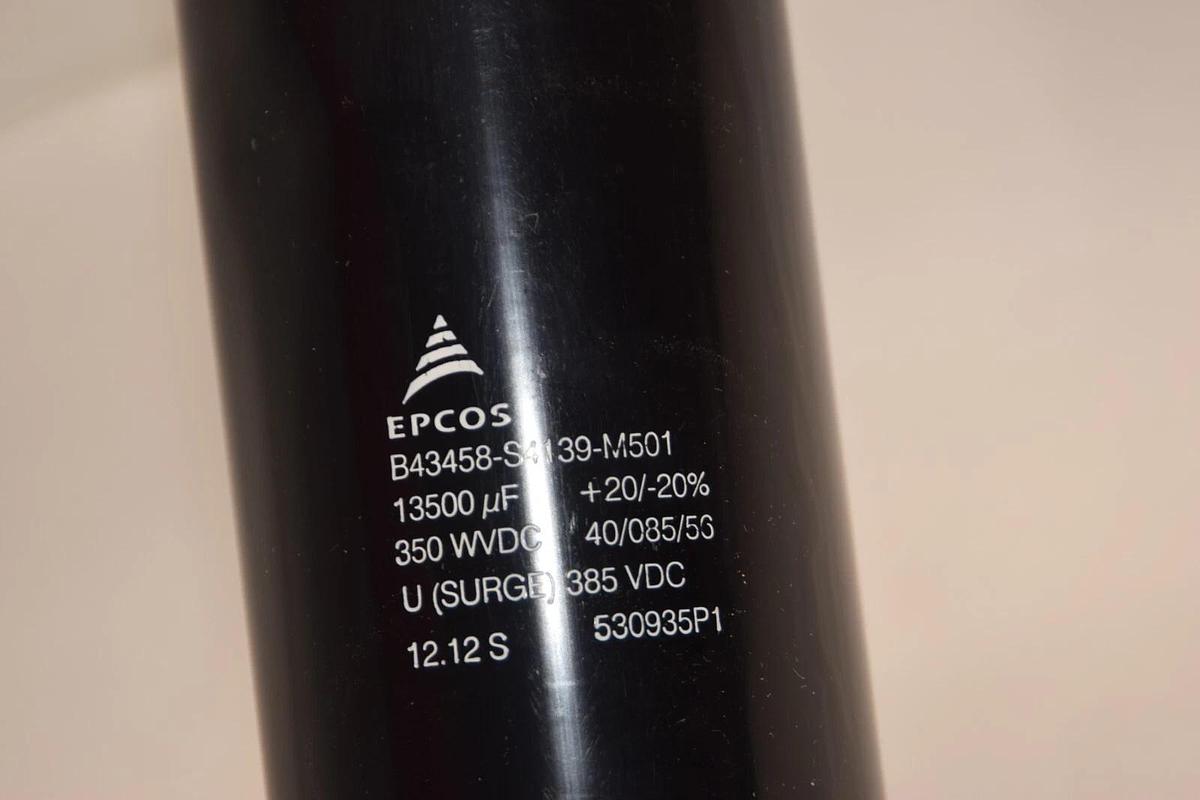 EPCOS
B43458-S4139-M501
13500 µF +20/-20%
350 WVDC 40/085/56
U (SURGE) 385 VDC
12.12 S 530935P1